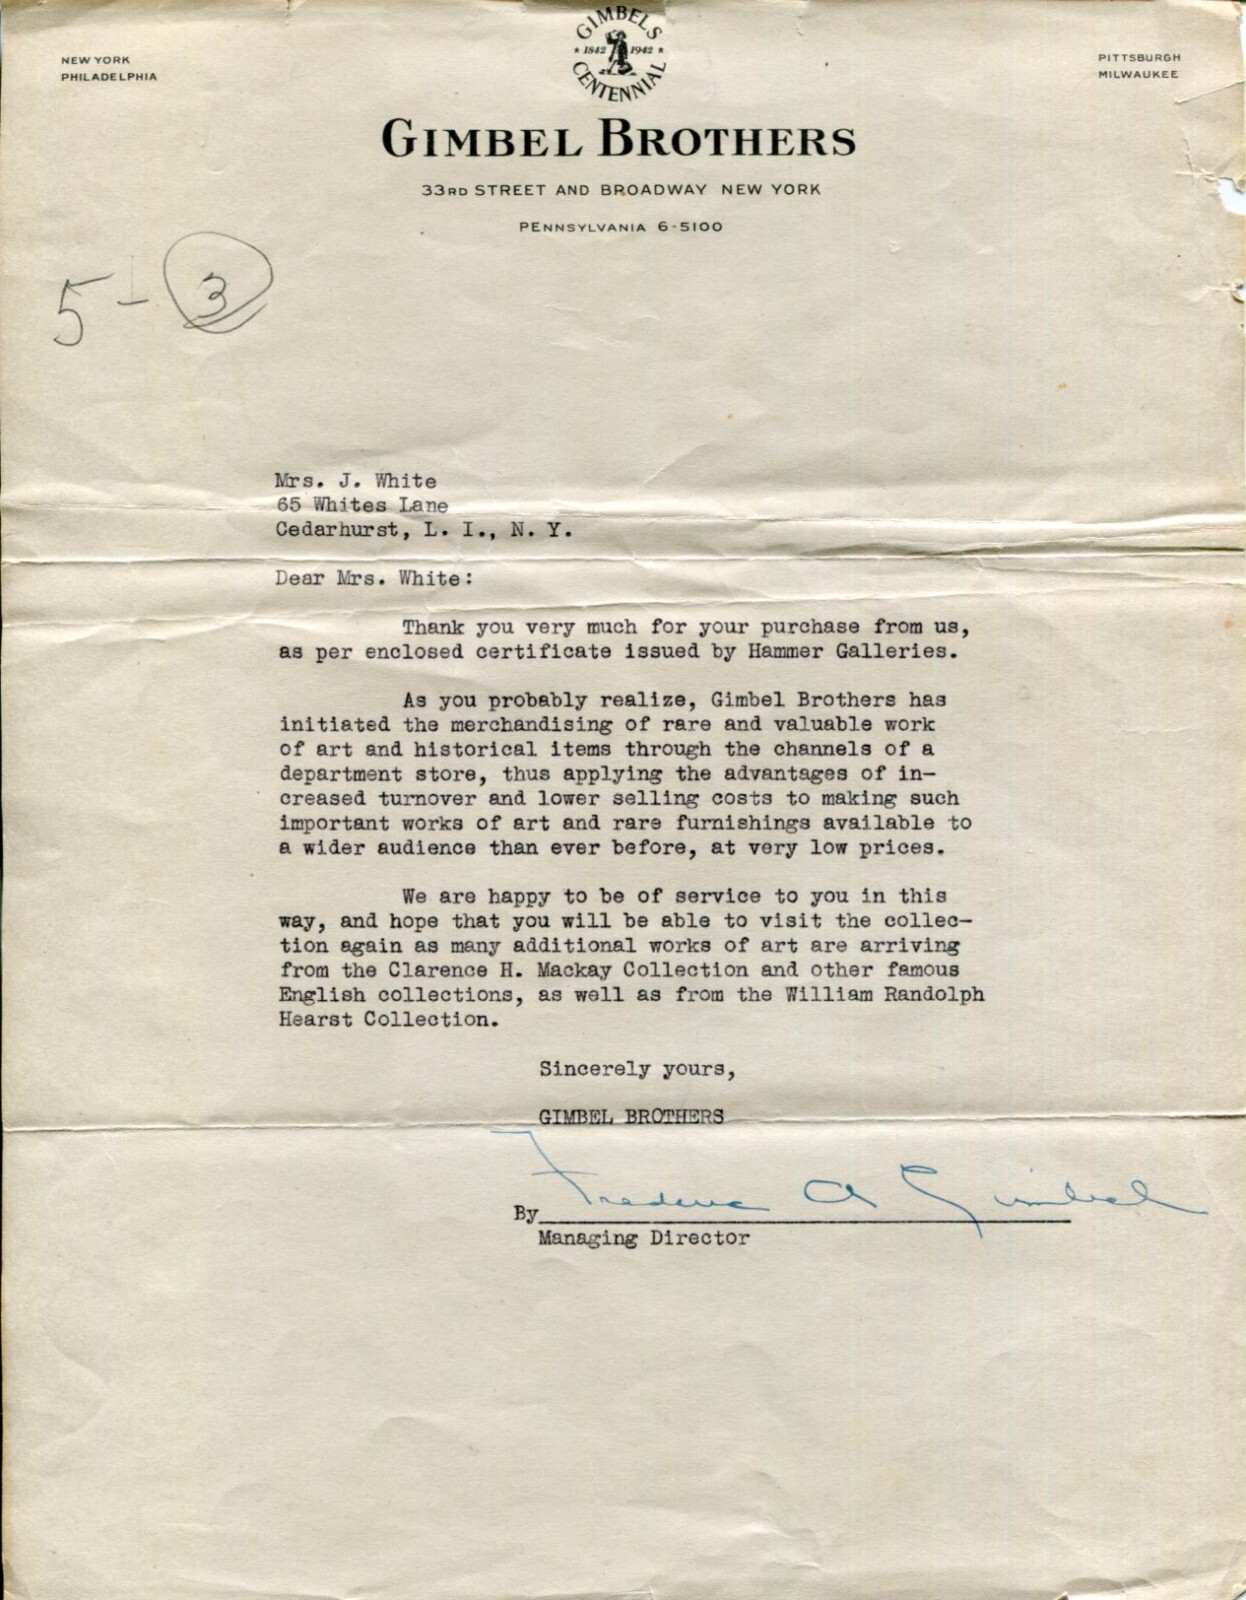 GIMBELS
* 1842 1942 *
CENTENNIAL
NEW YORK
PHILADELPHIA
PITTSBURGH
MILWAUKEE
GIMBEL BROTHERS
33RD STREET AND BROADWAY NEW YORK
PENNSYLVANIA 6-5100
5 - 3
Mrs. J. White
65 Whites Lane
Cedarhurst, L. I., N. Y.
Dear Mrs. White:
Thank you very much for your purchase from us,
as per enclosed certificate issued by Hammer Galleries.
As you probably realize, Gimbel Brothers has
initiated the merchandising of rare and valuable work
of art and historical items through the channels of a
department store, thus applying the advantages of in-
creased turnover and lower selling costs to making such
important works of art and rare furnishings available to
a wider audience than ever before, at very low prices.
We are happy to be of service to you in this
way, and hope that you will be able to visit the collec-
tion again as many additional works of art are arriving
from the Clarence H. Mackay Collection and other famous
English collections, as well as from the William Randolph
Hearst Collection.
Sincerely yours,
GIMBEL BROTHERS
Frederic A Gimbel
By
Managing Director